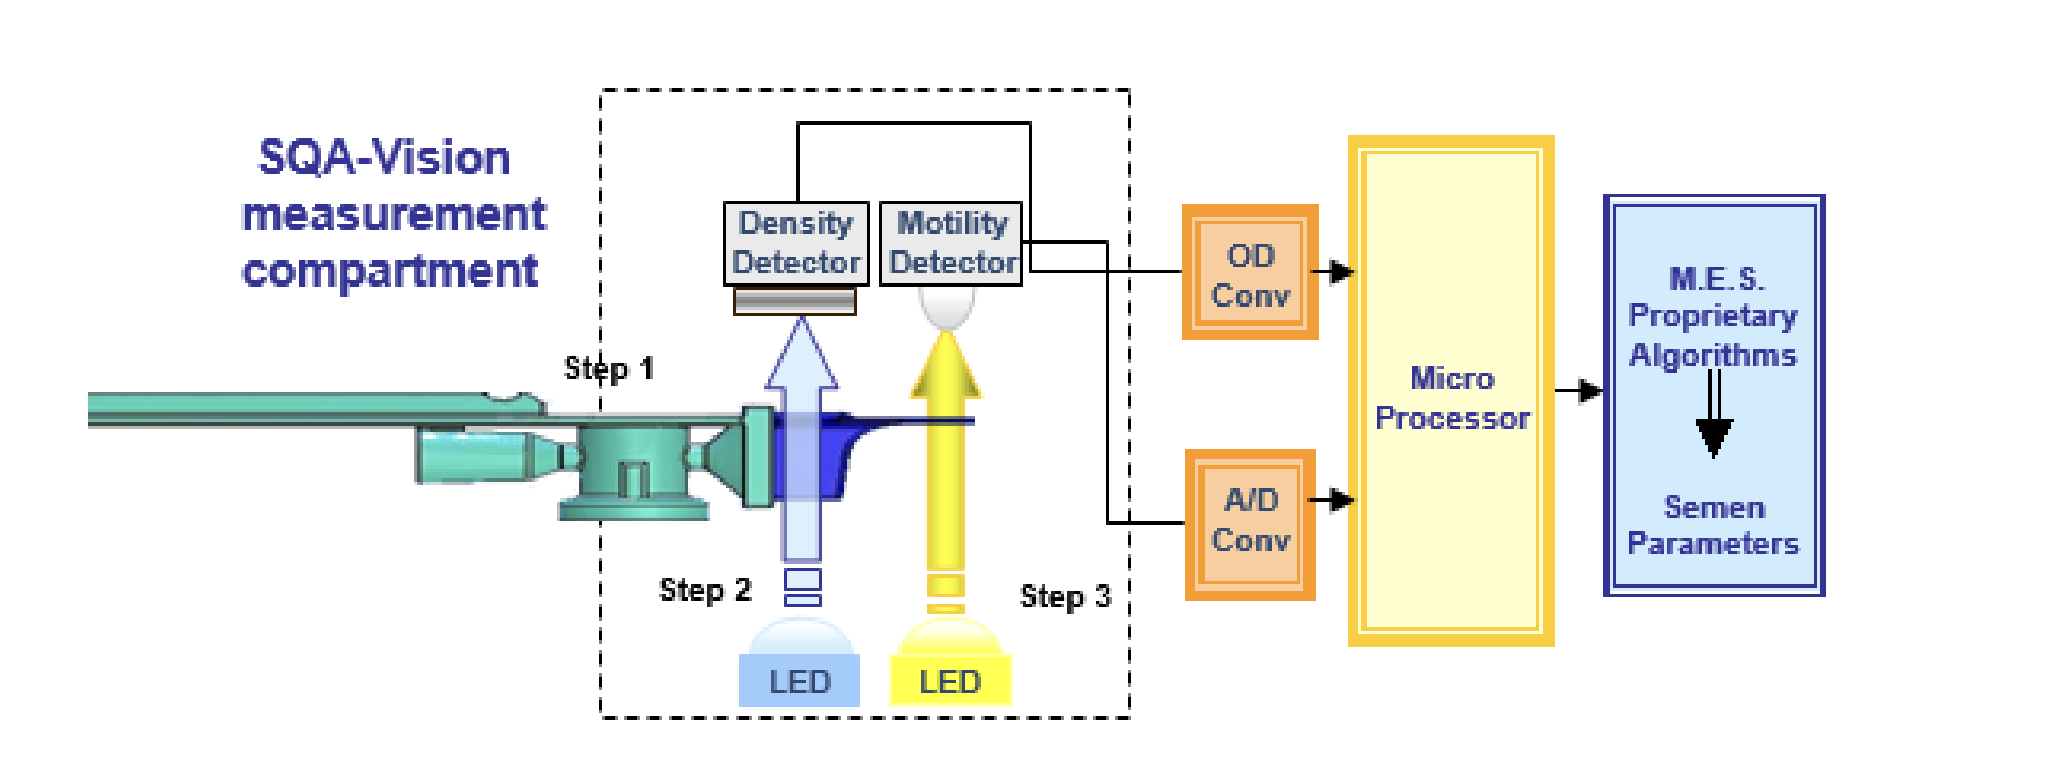 SQA-Vision
measurement
compartment
Density
Detector
Motility
Detector
Step 1
Step 2
Step 3
LED
LED
OD
Conv
A/D
Conv
Micro
Processor
M.E.S.
Proprietary
Algorithms
Semen
Parameters